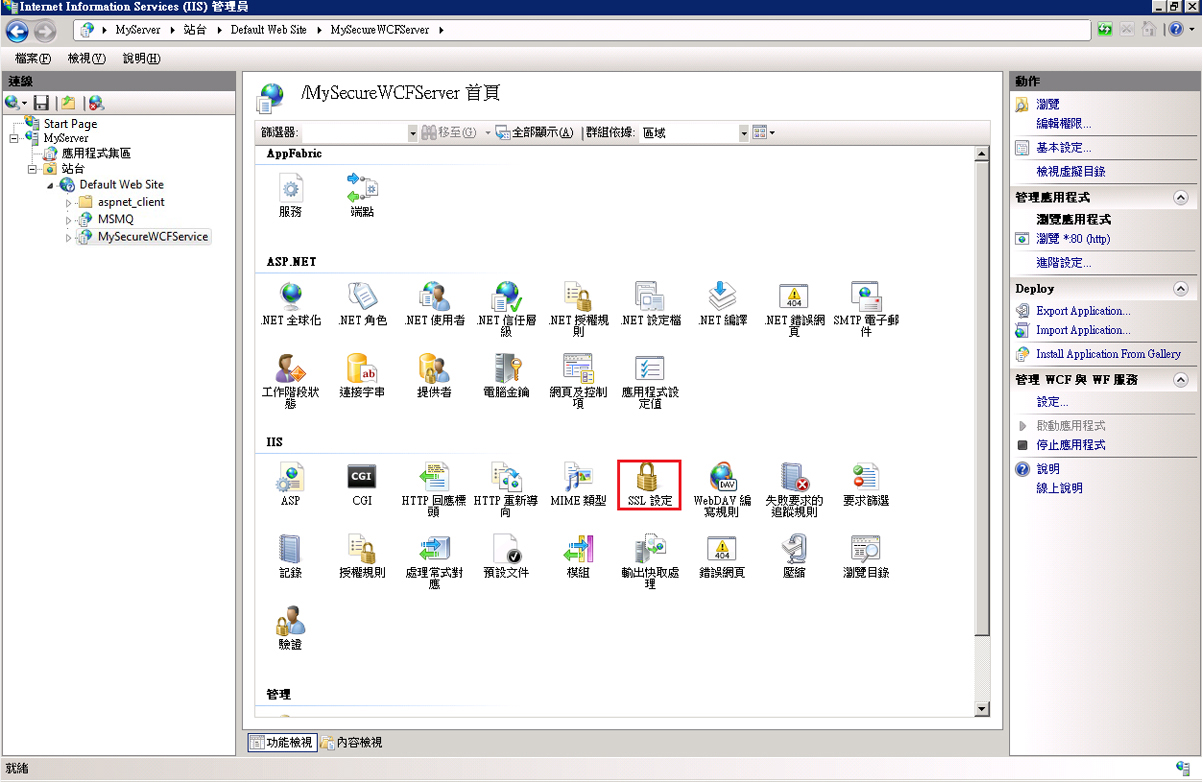 Internet Information Services (IIS) 管理員
MyServer 站台 Default Web Site MySecureWCFServer
檔案(F) 檢視(V) 說明(H)
連線
Start Page
MyServer
應用程式集區
站台
Default Web Site
aspnet_client
MSMQ
MySecureWCFService
/MySecureWCFServer 首頁
篩選器: 移至(G) 全部顯示(A) 群組依據: 區域
AppFabric
服務 端點
ASP.NET
.NET 全球化 .NET 角色 .NET 使用者 .NET 信任層級 .NET 授權規則 .NET 設定檔 .NET 編譯 .NET 錯誤網頁 SMTP 電子郵件
工作階段狀態 連接字串 提供者 電腦金鑰 網頁及控制項 應用程式設定值
IIS
ASP CGI HTTP 回應標頭 HTTP 重新導向 MIME 類型 SSL 設定 WebDAV 編寫規則 失敗要求的追蹤規則 要求篩選
記錄 授權規則 處理常式對應 預設文件 模組 輸出快取處理 錯誤網頁 壓縮 瀏覽目錄
驗證
管理
功能檢視 內容檢視
動作
瀏覽
編輯權限...
基本設定...
檢視虛擬目錄
管理應用程式
瀏覽應用程式
瀏覽 *:80 (http)
進階設定...
Deploy
Export Application...
Import Application...
Install Application From Gallery
管理 WCF 與 WF 服務
設定...
啟動應用程式
停止應用程式
說明
線上說明
就緒